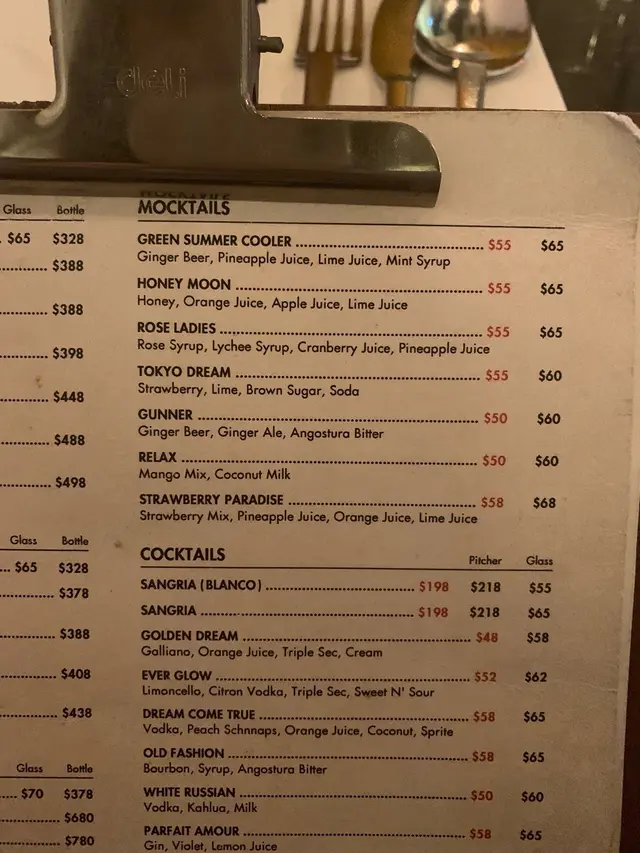 deli
Glass Bottle
$65 $328
$388
$388
$398
$448
$488
$498
Glass Bottle
$65 $328
$378
$388
$408
$438
Glass Bottle
$70 $378
$680
$780
MOCKTAILS
GREEN SUMMER COOLER $55 $65
Ginger Beer, Pineapple Juice, Lime Juice, Mint Syrup
HONEY MOON $55 $65
Honey, Orange Juice, Apple Juice, Lime Juice
ROSE LADIES $55 $65
Rose Syrup, Lychee Syrup, Cranberry Juice, Pineapple Juice
TOKYO DREAM $55 $60
Strawberry, Lime, Brown Sugar, Soda
GUNNER $50 $60
Ginger Beer, Ginger Ale, Angostura Bitter
RELAX $50 $60
Mango Mix, Coconut Milk
STRAWBERRY PARADISE $58 $68
Strawberry Mix, Pineapple Juice, Orange Juice, Lime Juice
COCKTAILS Pitcher Glass
SANGRIA (BLANCO) $198 $218 $55
SANGRIA $198 $218 $65
GOLDEN DREAM $48 $58
Galliano, Orange Juice, Triple Sec, Cream
EVER GLOW $52 $62
Limoncello, Citron Vodka, Triple Sec, Sweet N' Sour
DREAM COME TRUE $58 $65
Vodka, Peach Schnnaps, Orange Juice, Coconut, Sprite
OLD FASHION $58 $65
Bourbon, Syrup, Angostura Bitter
WHITE RUSSIAN $50 $60
Vodka, Kahlua, Milk
PARFAIT AMOUR $58 $65
Gin, Violet, Lemon Juice